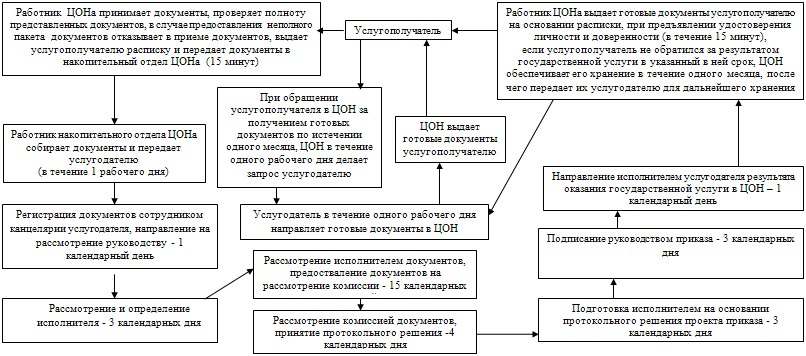 Работник ЦОНа принимает документы, проверяет полноту
представленных документов, в случае предоставления неполного
пакета документов отказывает в приеме документов, выдает
услугополучателю расписку и передает документы в
накопительный отдел ЦОНа (15 минут)
Услугополучатель
Работник ЦОНа выдает готовые документы услугополучателю
на основании расписки, при предъявлении удостоверения
личности и доверенности (в течение 15 минут),
если услугополучатель не обратился за результатом
государственной услуги в указанный в ней срок, ЦОН
обеспечивает его хранение в течение одного месяца, после
чего передает их услугодателю для дальнейшего хранения
При обращении
услугополучателя в ЦОН за
получением готовых
документов по истечении
одного месяца, ЦОН в течение
одного рабочего дня делает
запрос услугодателю
ЦОН выдает
готовые документы
услугополучателю
Работник накопительного отдела ЦОНа
собирает документы и передает
услугодателю
(в течение 1 рабочего дня)
Направление исполнителем услугодателя результата
оказания государственной услуги в ЦОН – 1
календарный день
Регистрация документов сотрудником
канцелярии услугодателя, направление на
рассмотрение руководству - 1
календарный день
Услугодатель в течение одного рабочего дня
направляет готовые документы в ЦОН
Подписание руководством приказа - 3 календарных
дня
Рассмотрение исполнителем документов,
предоставление документов на
рассмотрение комиссии - 15 календарных
Рассмотрение и определение
исполнителя - 3 календарных дня
Подготовка исполнителем на основании
протокольного решения проекта приказа - 3
календарных дня
Рассмотрение комиссией документов,
принятие протокольного решения -4
календарных дня